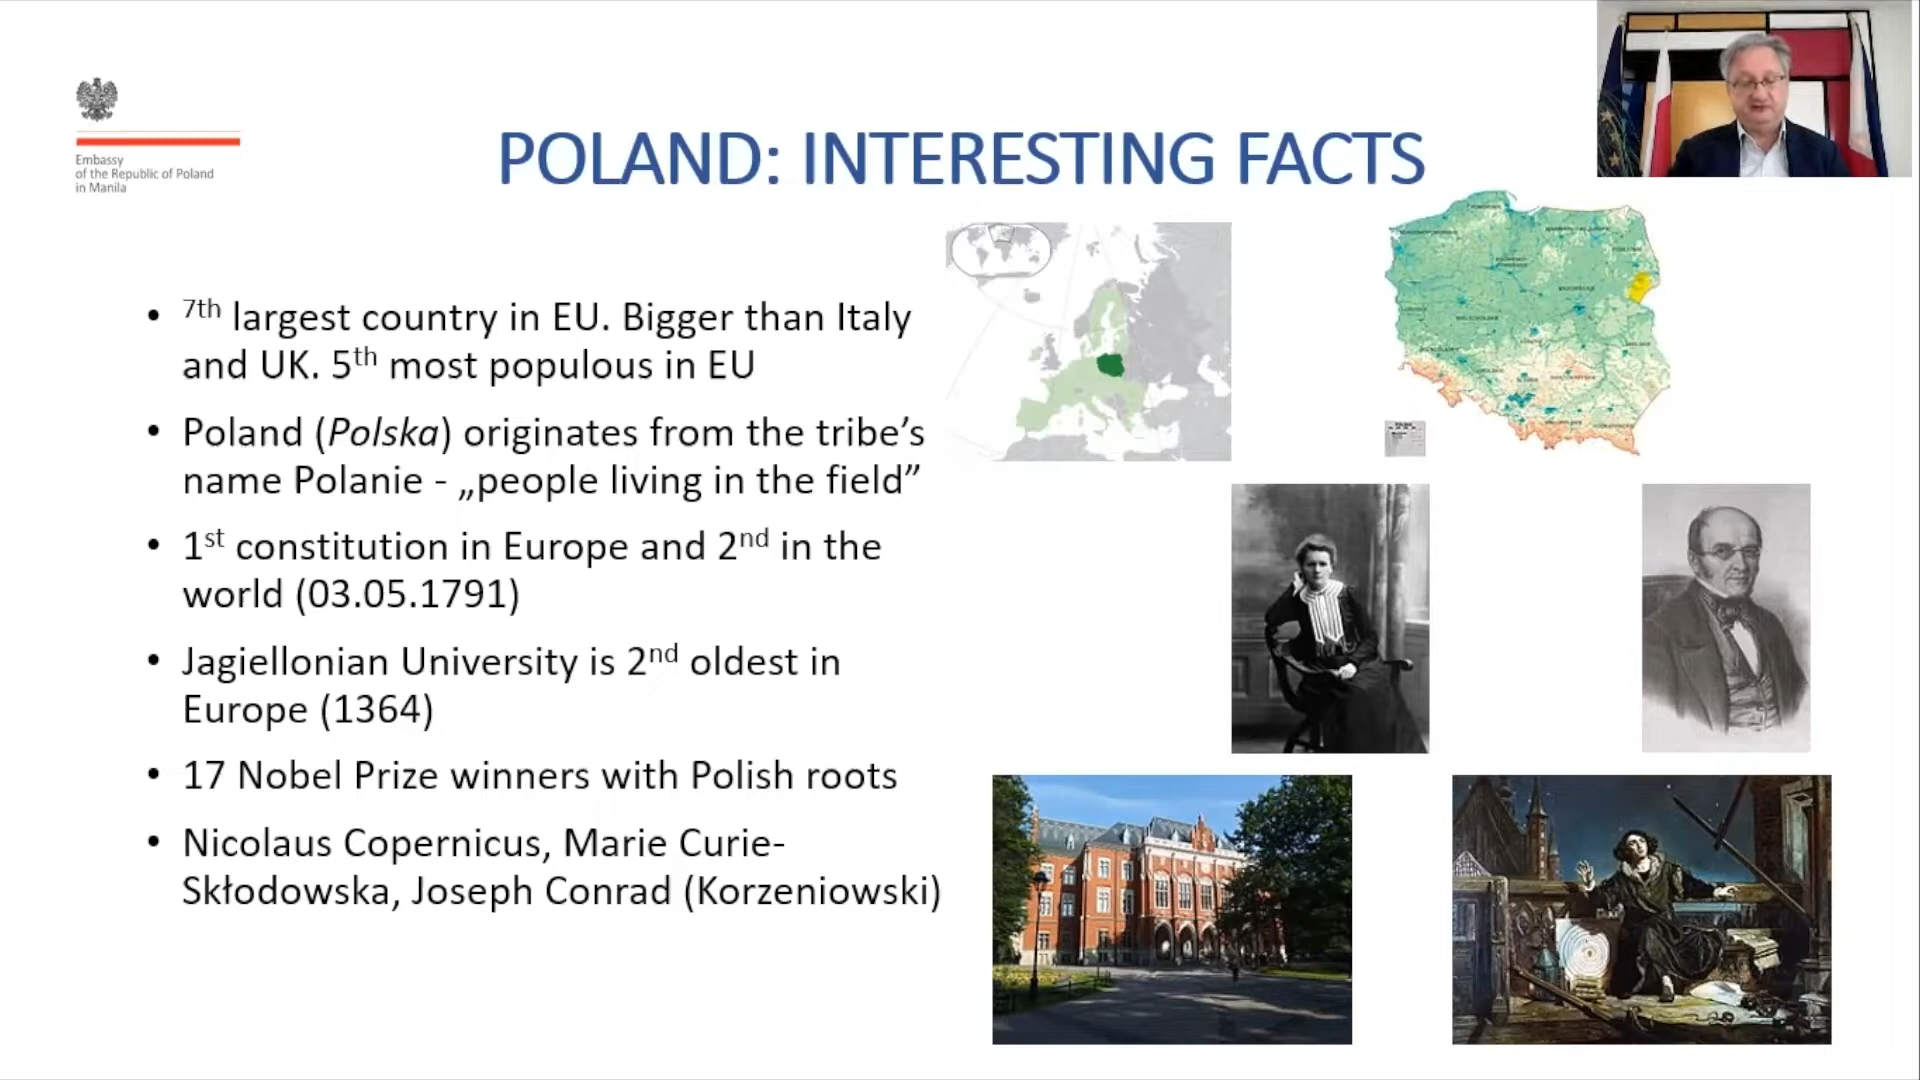 Embassy
of the Republic of Poland
in Manila
POLAND: INTERESTING FACTS
• 7th largest country in EU. Bigger than Italy
and UK. 5th most populous in EU
• Poland (Polska) originates from the tribe’s
name Polanie - „people living in the field”
• 1st constitution in Europe and 2nd in the
world (03.05.1791)
• Jagiellonian University is 2nd oldest in
Europe (1364)
• 17 Nobel Prize winners with Polish roots
• Nicolaus Copernicus, Marie Curie-
Skłodowska, Joseph Conrad (Korzeniowski)